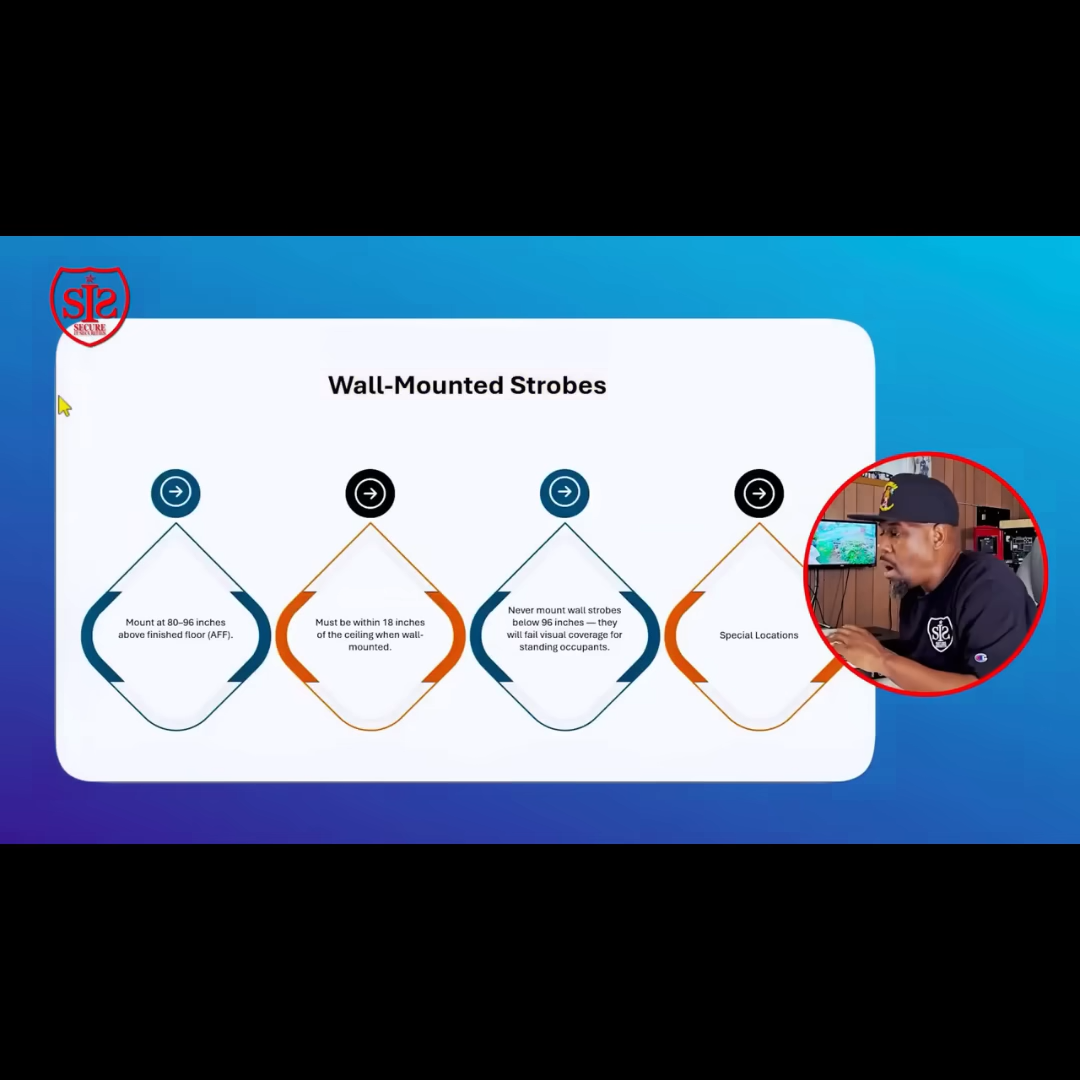 SIS
SECURE
Wall-Mounted Strobes
Mount at 80–96 inches
above finished floor (AFF).
Must be within 18 inches
of the ceiling when wall-
mounted.
Never mount wall strobes
below 96 inches — they
will fail visual coverage for
standing occupants.
Special Locations
SIS